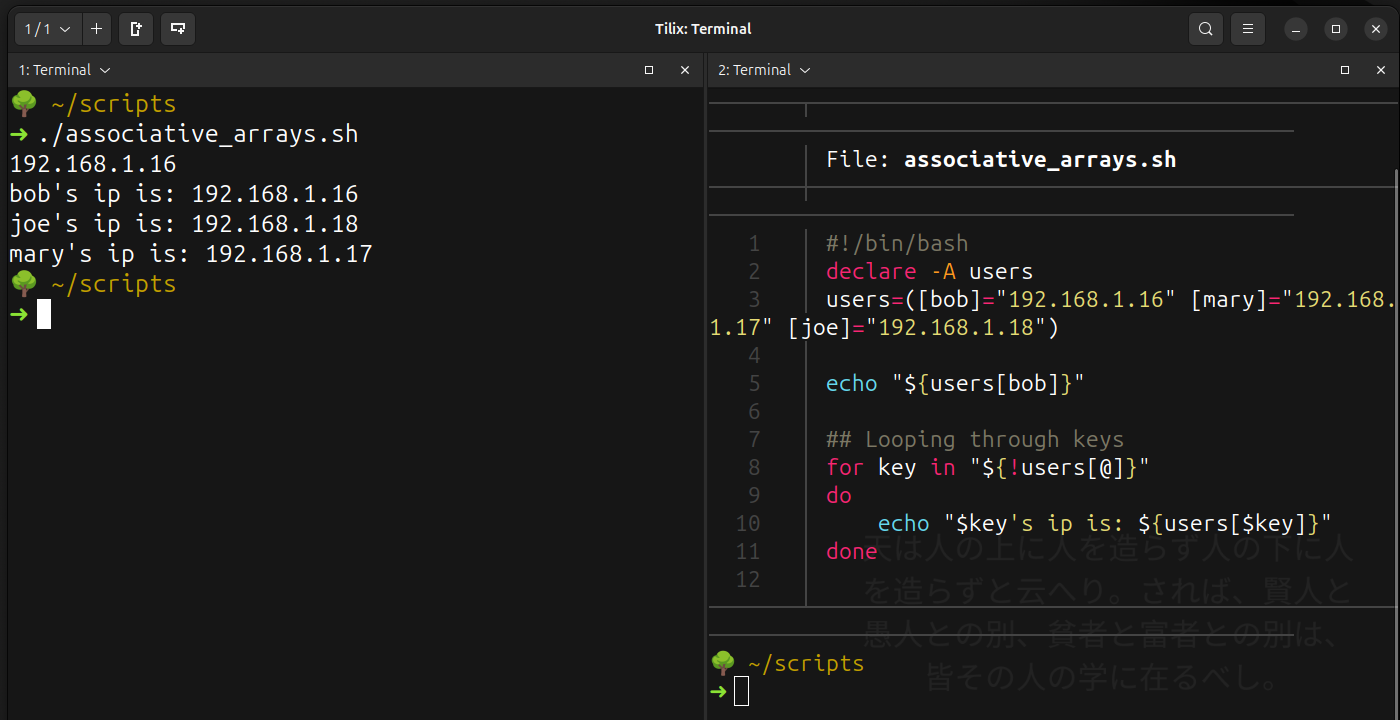 1 / 1
Tilix: Terminal
1: Terminal
~/scripts
➜ ./associative_arrays.sh
192.168.1.16
bob's ip is: 192.168.1.16
joe's ip is: 192.168.1.18
mary's ip is: 192.168.1.17
~/scripts
➜
2: Terminal
File: associative_arrays.sh
1 #!/bin/bash
2 declare -A users
3 users=([bob]="192.168.1.16" [mary]="192.168.
1.17" [joe]="192.168.1.18")
4
5 echo "${users[bob]}"
6
7 ## Looping through keys
8 for key in "${!users[@]}"
9 do
10 echo "$key's ip is: ${users[$key]}"
11 done
12
天は人の上に人を造らず人の下に人
を造らずと云へり。されば、賢人と
愚人との別、貧者と富者との別は、
皆その人の学に在るべし。
~/scripts
➜